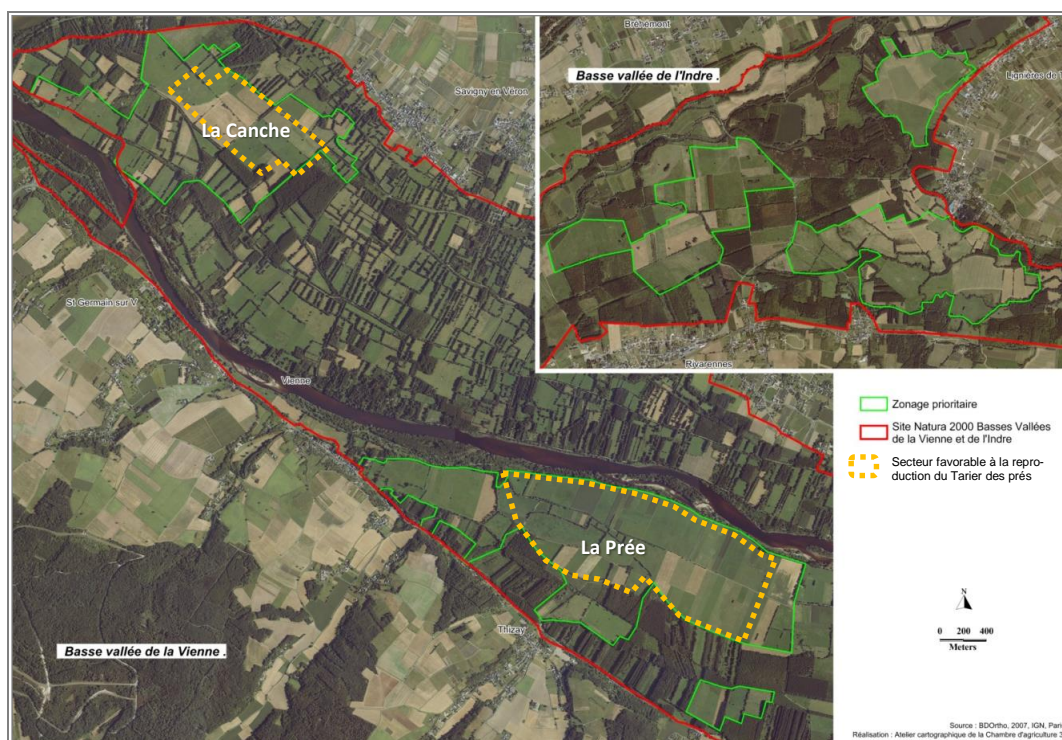 Bréhémont
Basse vallée de l'Indre .
Lignières de T
Savigny en Véron
La Canche
St Germain sur V
Vienne
Rivarennes
Zonage prioritaire
Site Natura 2000 Basses Vallées
de la Vienne et de l'Indre
Secteur favorable à la repro-
duction du Tarier des prés
La Prée
Thizay
Basse vallée de la Vienne .
N
0 200 400
Meters
Source : BDOrtho, 2007, IGN, Pari
Réalisation : Atelier cartographique de la Chambre d'agriculture